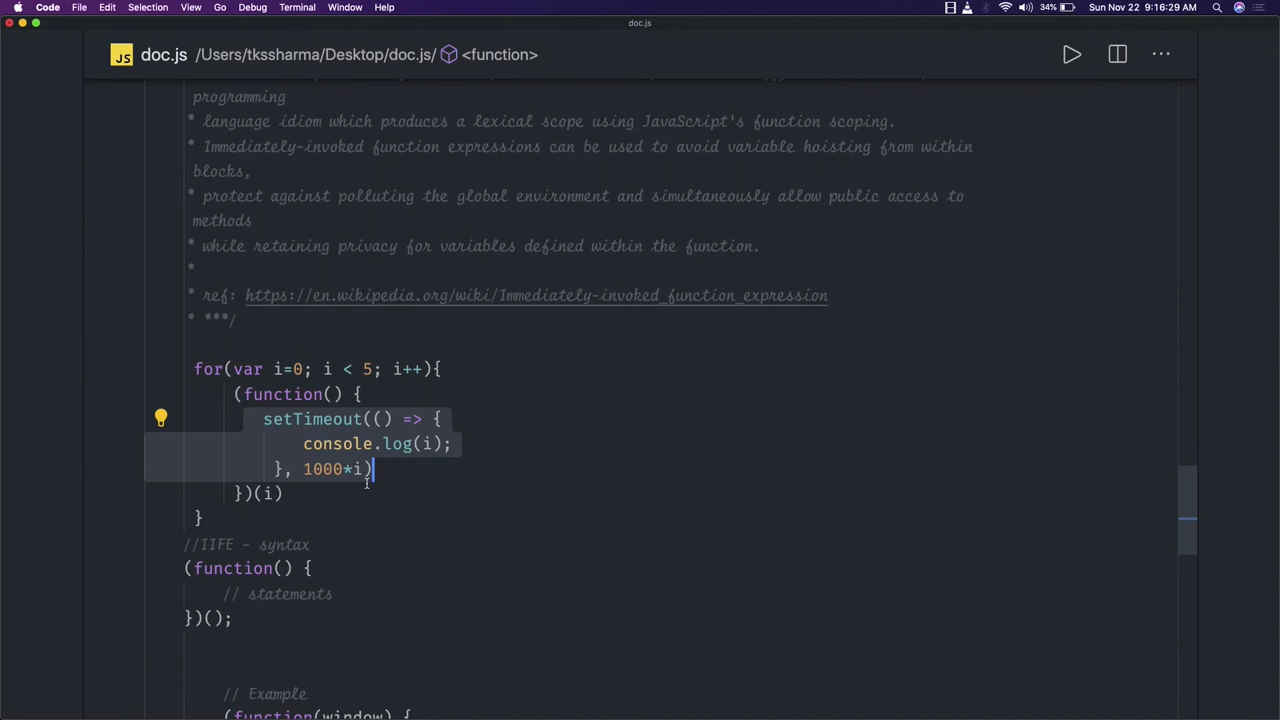 Code File Edit Selection View Go Debug Terminal Window Help 34% Sun Nov 22 9:16:29 AM
doc.js
JS doc.js /Users/tkssharma/Desktop/doc.js/ <function>
programming
* language idiom which produces a lexical scope using JavaScript's function scoping.
* Immediately-invoked function expressions can be used to avoid variable hoisting from within
blocks,
* protect against polluting the global environment and simultaneously allow public access to
methods
* while retaining privacy for variables defined within the function.
*
* ref: https://en.wikipedia.org/wiki/Immediately-invoked_function_expression
* ***/
for(var i=0; i < 5; i++){
(function() {
setTimeout(() => {
console.log(i);
}, 1000*i)
})(i)
}
//IIFE - syntax
(function() {
// statements
})();
// Example
(function(window) {